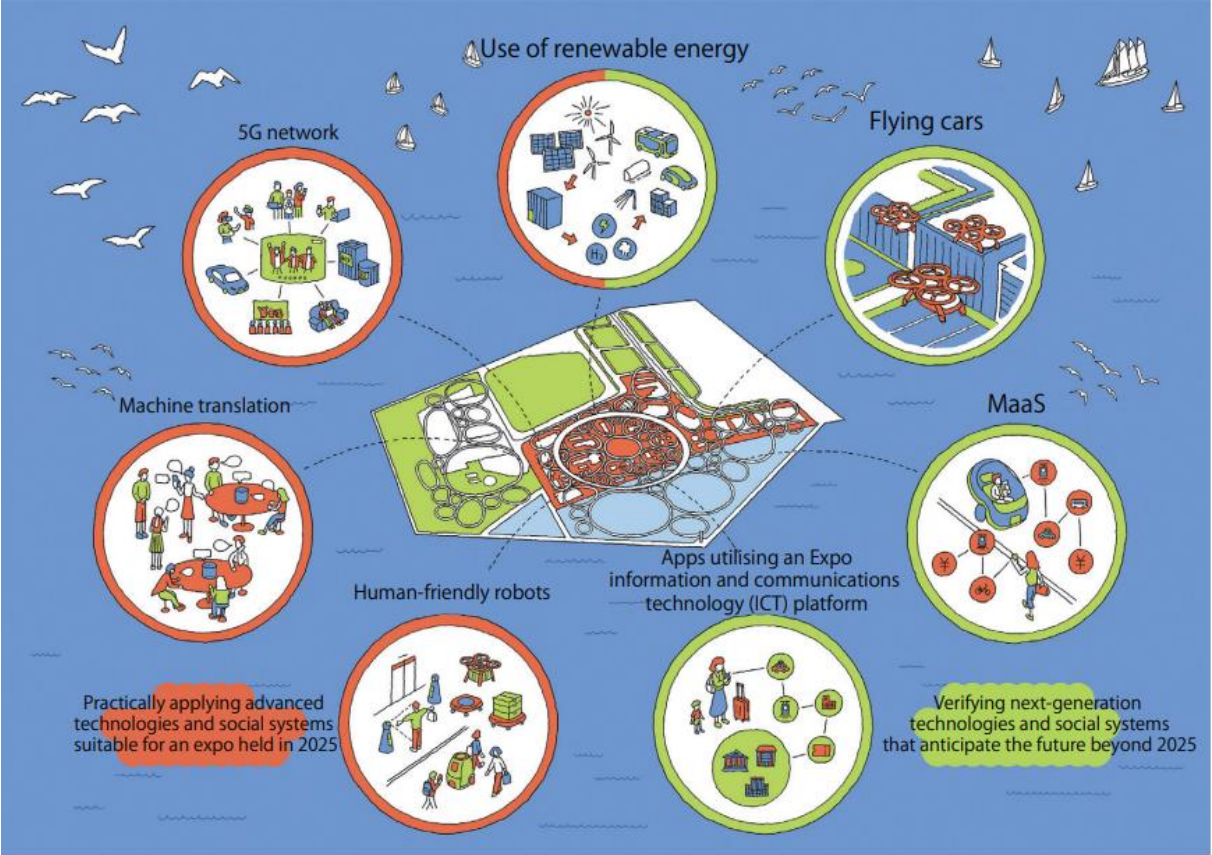 Use of renewable energy
5G network
Flying cars
H₂
Machine translation
MaaS
¥
¥
Human-friendly robots
Apps utilising an Expo
information and communications
technology (ICT) platform
Practically applying advanced
technologies and social systems
suitable for an expo held in 2025
Verifying next-generation
technologies and social systems
that anticipate the future beyond 2025